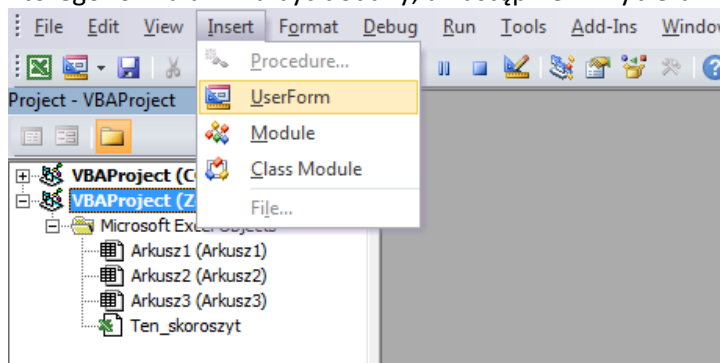 File Edit View Insert Format Debug Run Tools Add-Ins Window
Procedure...
Project - VBAProject
UserForm
Module
VBAProject (C
Class Module
VBAProject (Z
File...
Microsoft Excel Objects
Arkusz1 (Arkusz1)
Arkusz2 (Arkusz2)
Arkusz3 (Arkusz3)
Ten_skoroszyt